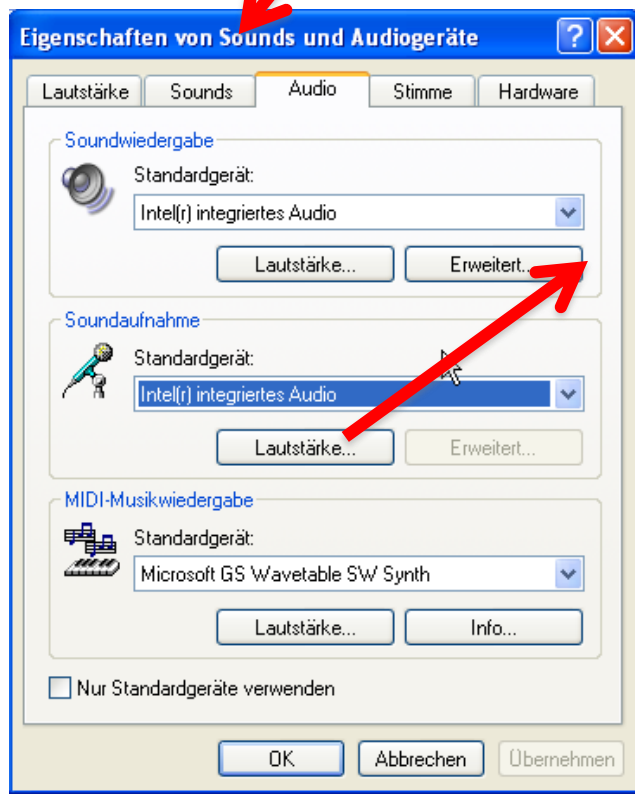 Eigenschaften von Sounds und Audiogeräte
Lautstärke Sounds Audio Stimme Hardware
Soundwiedergabe
Standardgerät:
Intel(r) integriertes Audio
Lautstärke... Erweitert...
Soundaufnahme
Standardgerät:
Intel(r) integriertes Audio
Lautstärke... Erweitert...
MIDI-Musikwiedergabe
Standardgerät:
Microsoft GS Wavetable SW Synth
Lautstärke... Info...
Nur Standardgeräte verwenden
OK Abbrechen Übernehmen